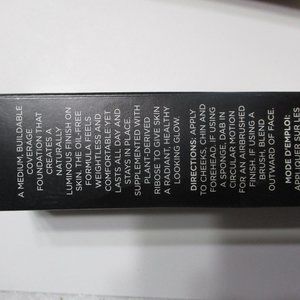 A MEDIUM, BUILDABLE
COVERAGE
FOUNDATION THAT
CREATES A
NATURALLY
LUMINOUS FINISH ON
SKIN. THE OIL-FREE
FORMULA FEELS
WEIGHTLESS AND
COMFORTABLE YET
LASTS ALL DAY AND
STAYS IN PLACE.
SUPPLEMENTED WITH
PLANT-DERIVED
RIBOSE TO GIVE SKIN
A RADIANT, HEALTHY
LOOKING GLOW.
DIRECTIONS: APPLY
TO CHEEKS, CHIN AND
FOREHEAD. IF USING
A SPONGE, DAB IN
CIRCULAR MOTION
FOR AN AIRBRUSHED
FINISH. IF USING A
BRUSH, BLEND
OUTWARD OF FACE.
MODE D'EMPLOI:
APPLIQUER SUR LES